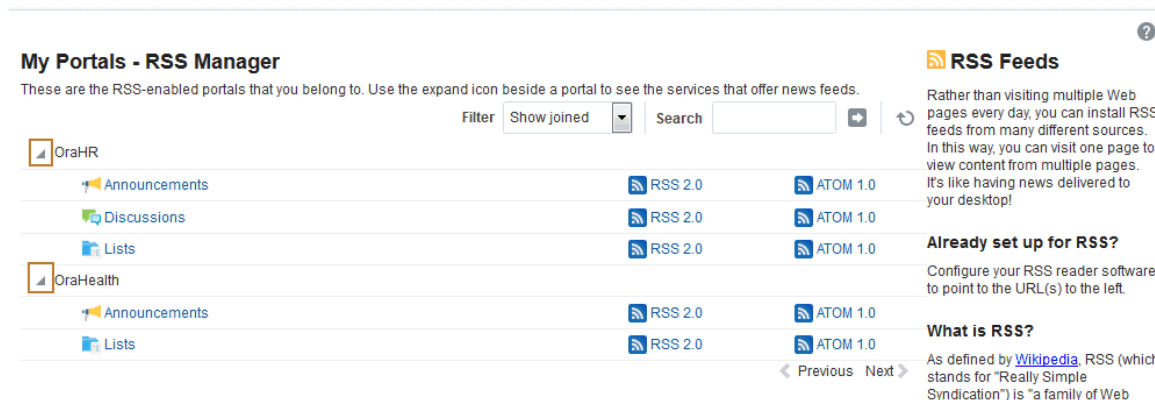 My Portals - RSS Manager
These are the RSS-enabled portals that you belong to. Use the expand icon beside a portal to see the services that offer news feeds.
Filter Show joined Search
OraHR
Announcements RSS 2.0 ATOM 1.0
Discussions RSS 2.0 ATOM 1.0
Lists RSS 2.0 ATOM 1.0
OraHealth
Announcements RSS 2.0 ATOM 1.0
Lists RSS 2.0 ATOM 1.0
Previous Next
?
RSS Feeds
Rather than visiting multiple Web
pages every day, you can install RSS
feeds from many different sources.
In this way, you can visit one page to
view content from multiple pages.
It's like having news delivered to
your desktop!
Already set up for RSS?
Configure your RSS reader software
to point to the URL(s) to the left.
What is RSS?
As defined by Wikipedia, RSS (which
stands for "Really Simple
Syndication") is "a family of Web